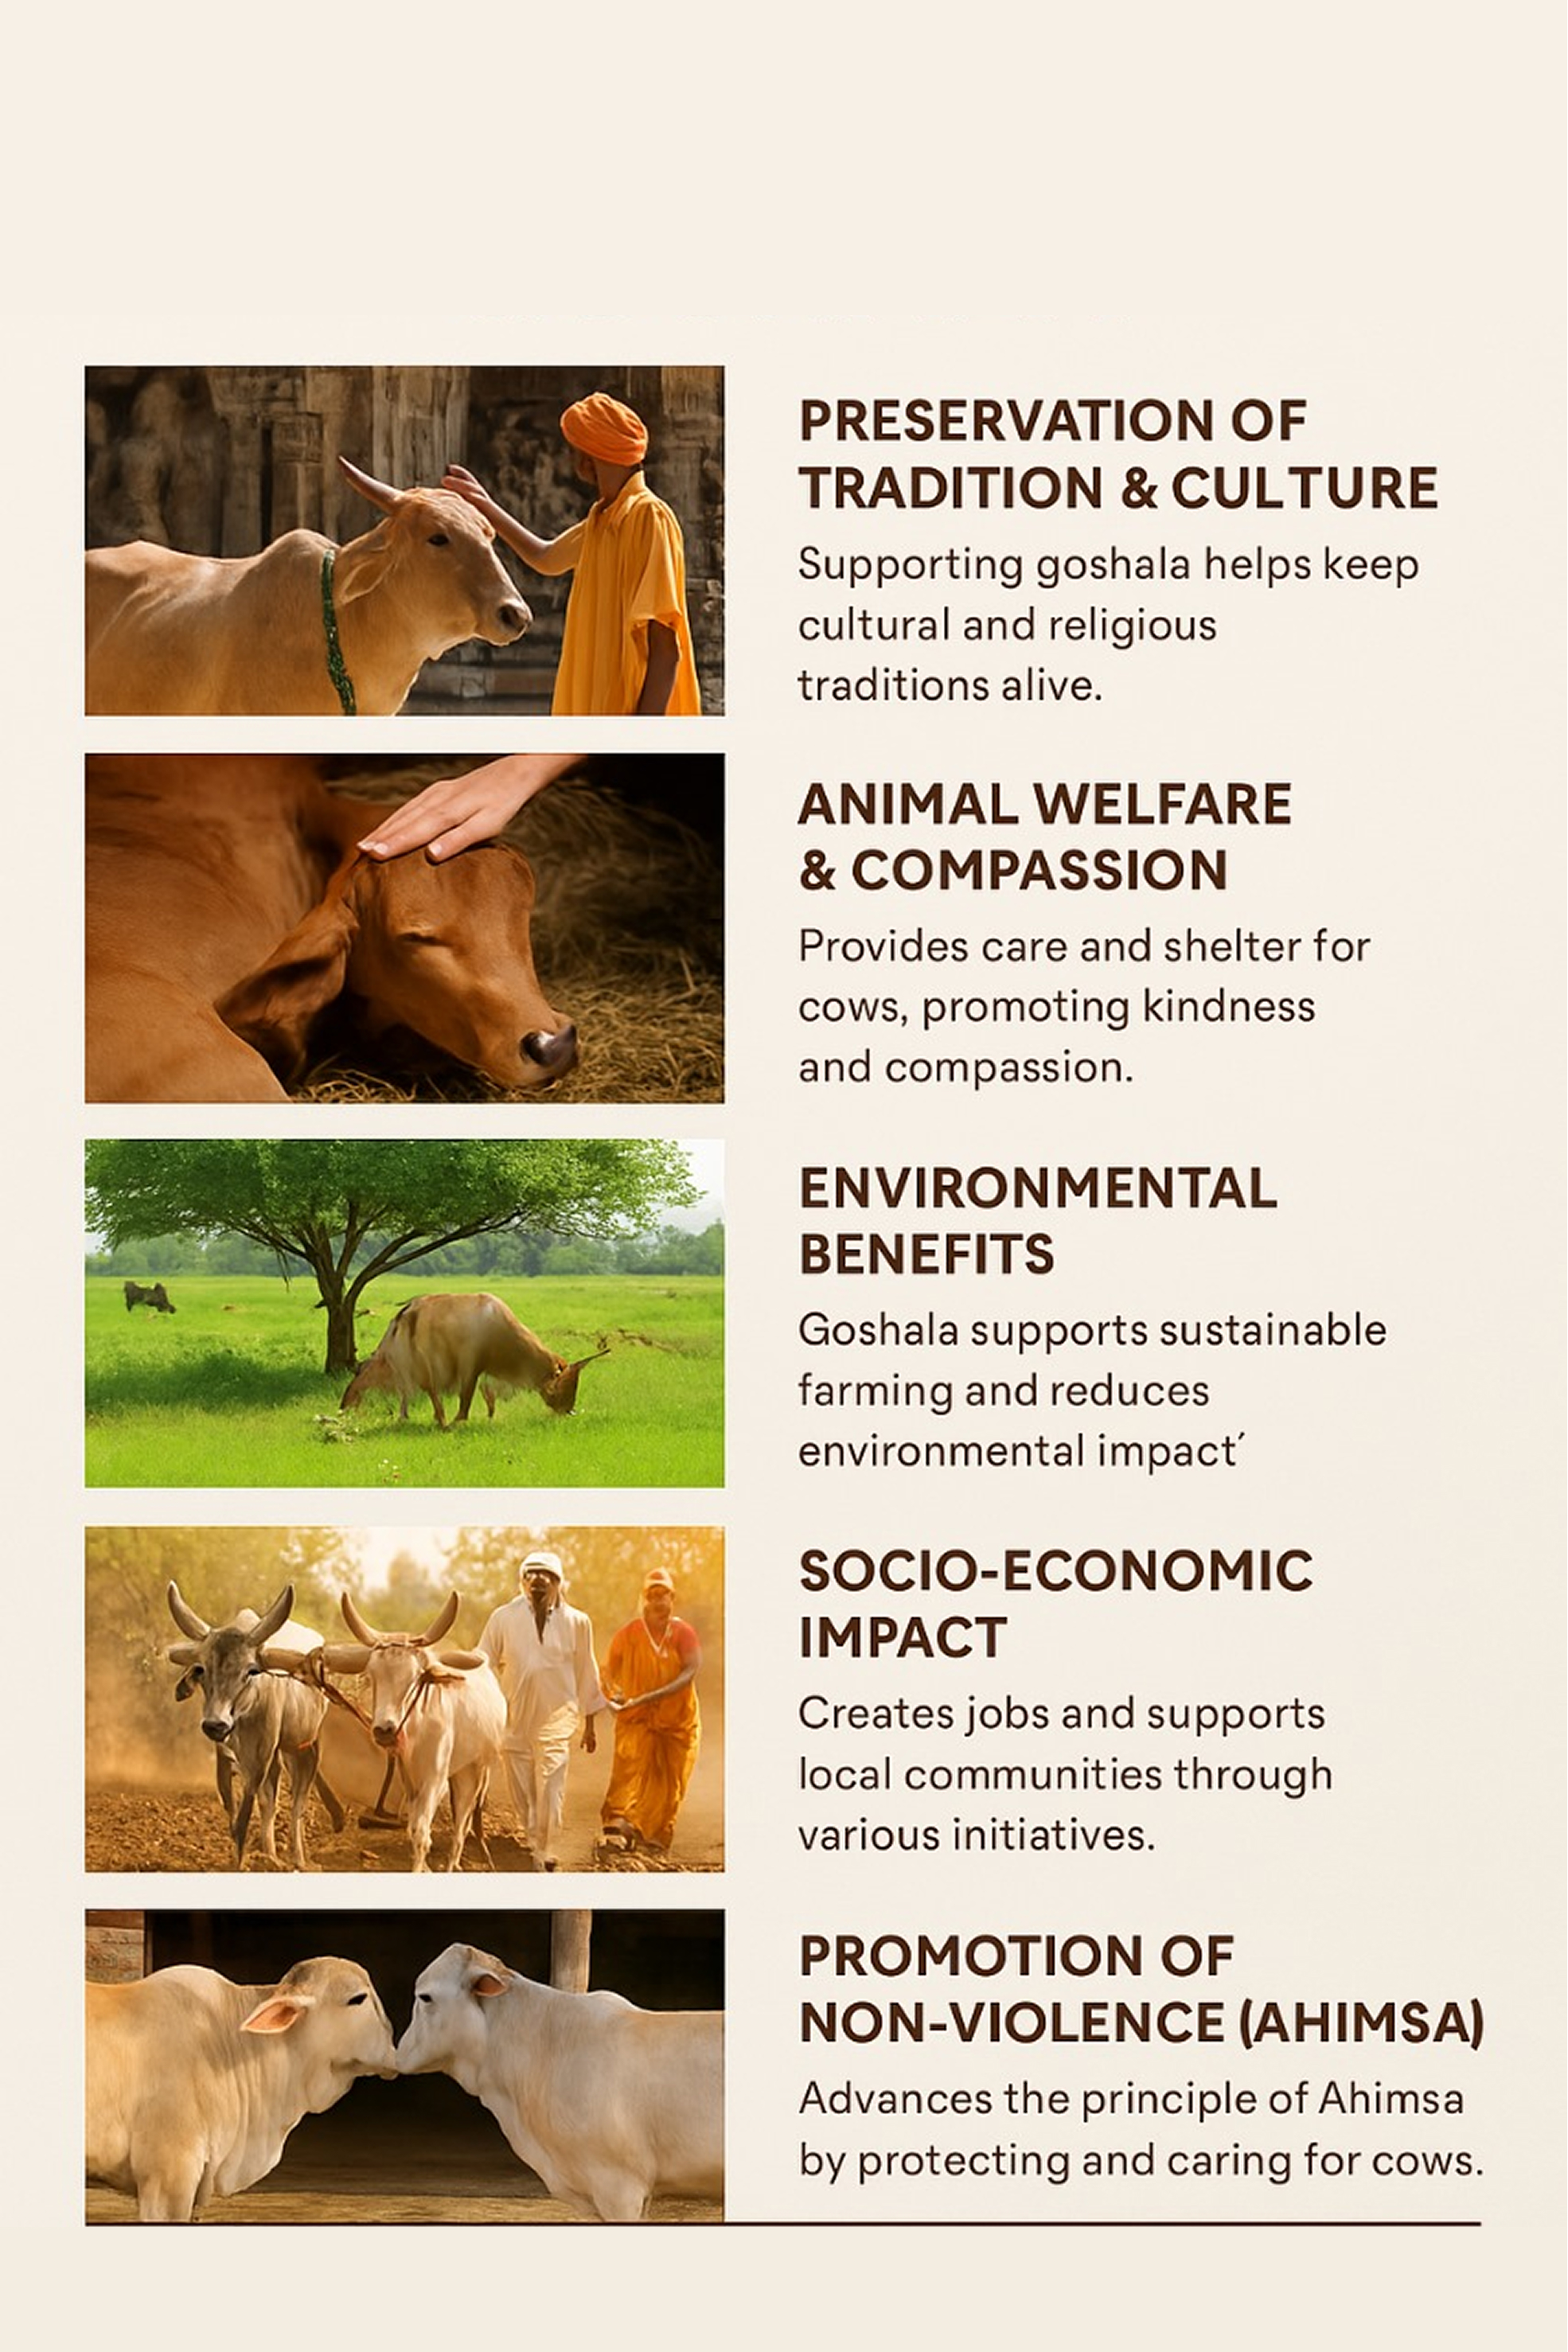 PRESERVATION OF
TRADITION & CULTURE
Supporting goshala helps keep
cultural and religious
traditions alive.
ANIMAL WELFARE
& COMPASSION
Provides care and shelter for
cows, promoting kindness
and compassion.
ENVIRONMENTAL
BENEFITS
Goshala supports sustainable
farming and reduces
environmental impact´
SOCIO-ECONOMIC
IMPACT
Creates jobs and supports
local communities through
various initiatives.
PROMOTION OF
NON-VIOLENCE (AHIMSA)
Advances the principle of Ahimsa
by protecting and caring for cows.